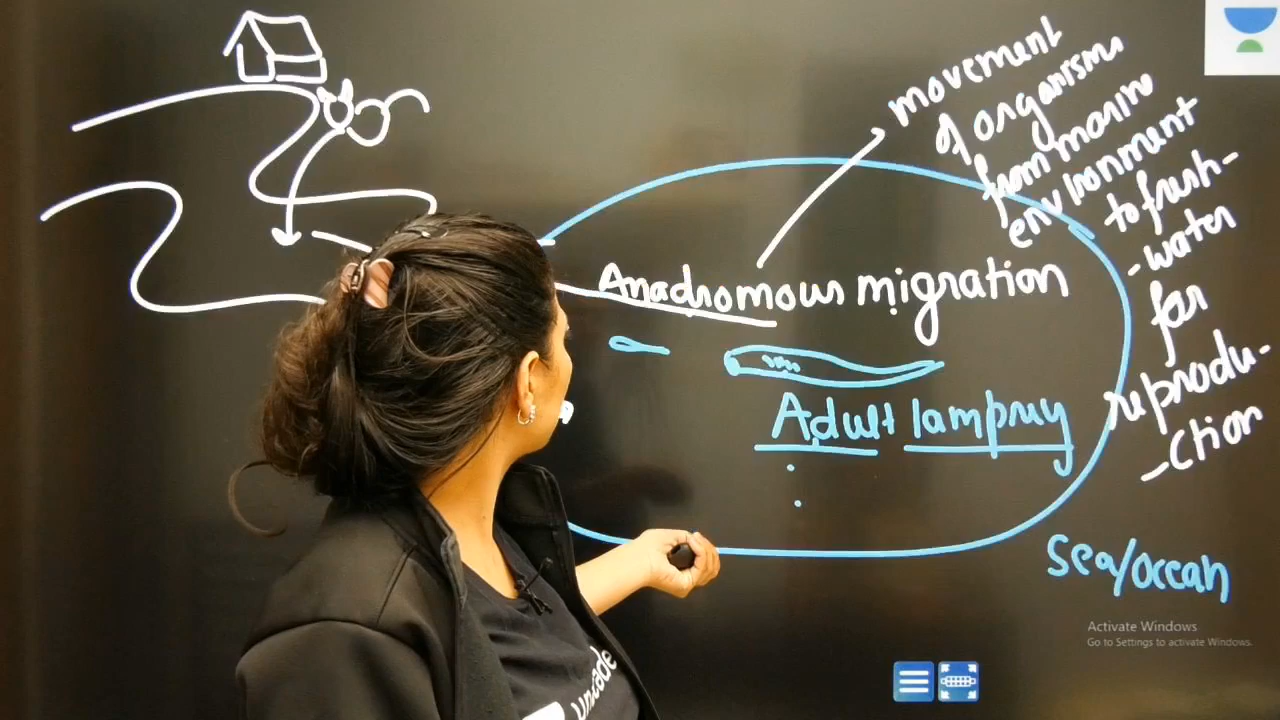 movement
of organisms
from marine
environment
to fresh-
-water
for
reprodu-
-ction
Anadromous migration
Adult lamprey
Sea/Ocean
Activate Windows
Go to Settings to activate Windows.